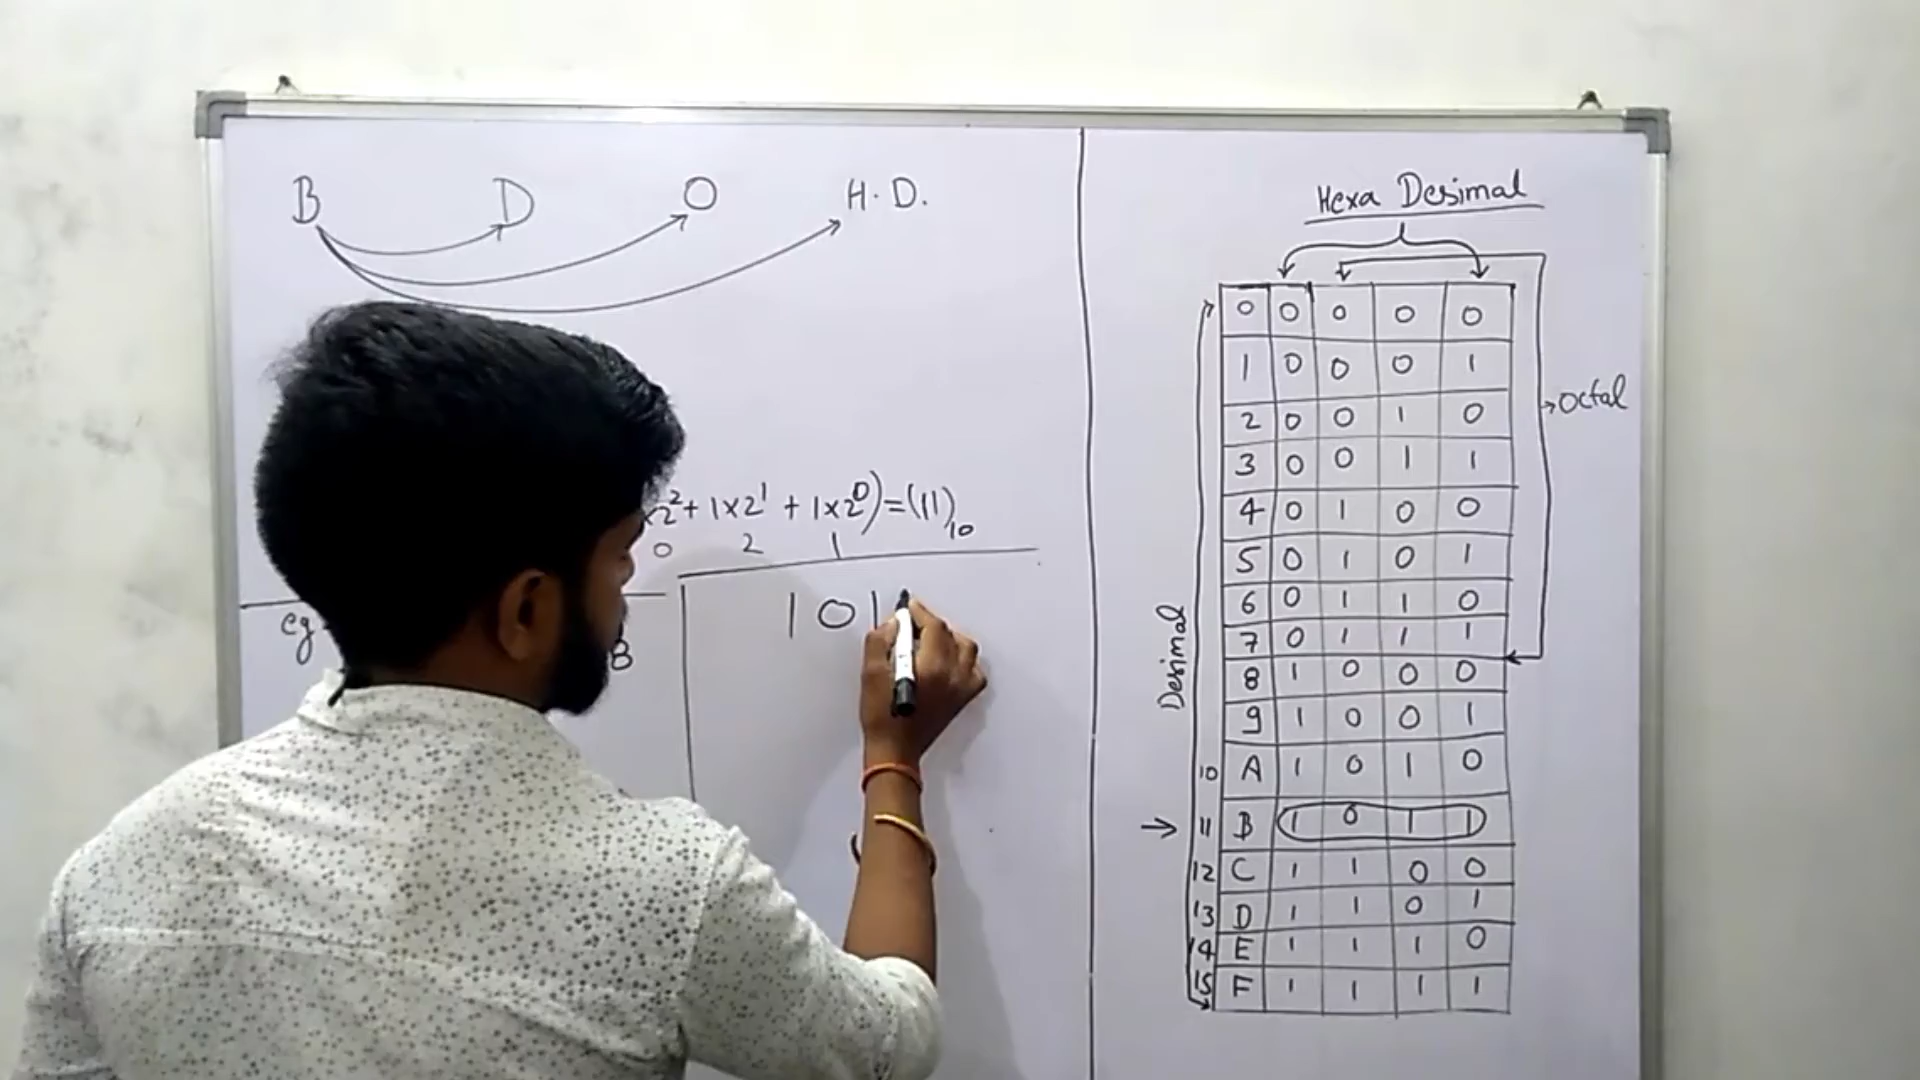 B D O H.D.
x2²+ 1x2¹ + 1x2⁰)=(11)₁₀
0 2 1
eg
8
1 0 1
Hexa Desimal
Octal
Desimal
0 0 0 0 0
1 0 0 0 1
2 0 0 1 0
3 0 0 1 1
4 0 1 0 0
5 0 1 0 1
6 0 1 1 0
7 0 1 1 1
8 1 0 0 0
9 1 0 0 1
10 A 1 0 1 0
11 B 1 0 1 1
12 C 1 1 0 0
13 D 1 1 0 1
14 E 1 1 1 0
15 F 1 1 1 1